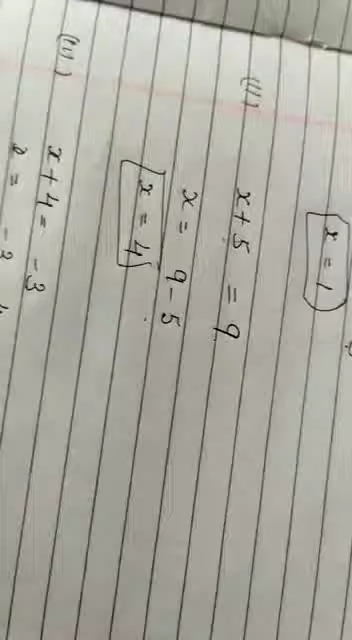 x = 1
(ii)
x + 5 = 9
x = 9 - 5
x = 4
(iii)
x + 4 = -3